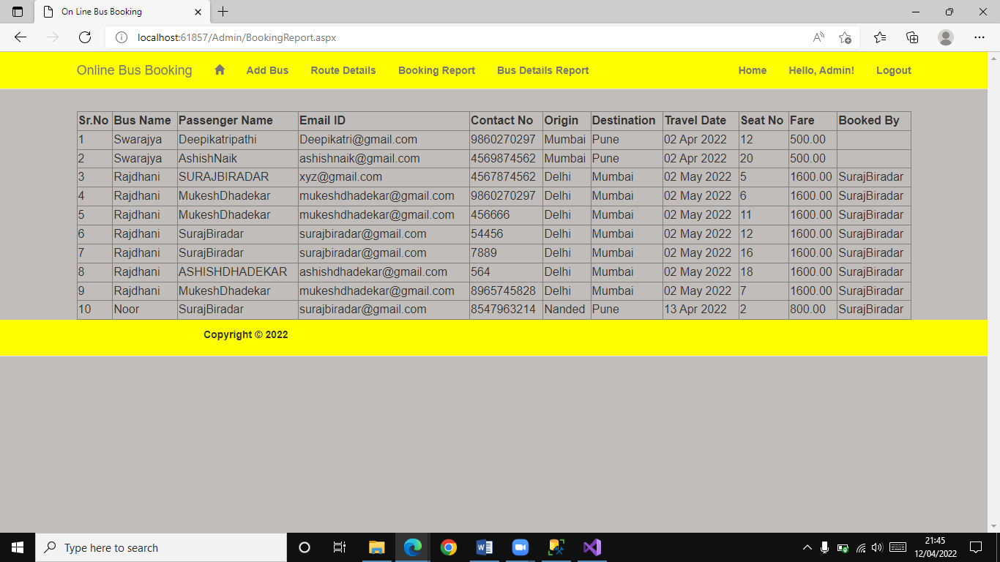 On Line Bus Booking
localhost:61857/Admin/BookingReport.aspx
Online Bus Booking Add Bus Route Details Booking Report Bus Details Report Home Hello, Admin! Logout
Sr.No Bus Name Passenger Name Email ID Contact No Origin Destination Travel Date Seat No Fare Booked By
1 Swarajya Deepikatripathi Deepikatri@gmail.com 9860270297 Mumbai Pune 02 Apr 2022 12 500.00
2 Swarajya AshishNaik ashishnaik@gmail.com 4569874562 Mumbai Pune 02 Apr 2022 20 500.00
3 Rajdhani SURAJBIRADAR xyz@gmail.com 4567874562 Delhi Mumbai 02 May 2022 5 1600.00 SurajBiradar
4 Rajdhani MukeshDhadekar mukeshdhadekar@gmail.com 9860270297 Delhi Mumbai 02 May 2022 6 1600.00 SurajBiradar
5 Rajdhani MukeshDhadekar mukeshdhadekar@gmail.com 456666 Delhi Mumbai 02 May 2022 11 1600.00 SurajBiradar
6 Rajdhani SurajBiradar surajbiradar@gmail.com 54456 Delhi Mumbai 02 May 2022 12 1600.00 SurajBiradar
7 Rajdhani SurajBiradar surajbiradar@gmail.com 7889 Delhi Mumbai 02 May 2022 16 1600.00 SurajBiradar
8 Rajdhani ASHISHDHADEKAR ashishdhadekar@gmail.com 564 Delhi Mumbai 02 May 2022 18 1600.00 SurajBiradar
9 Rajdhani MukeshDhadekar mukeshdhadekar@gmail.com 8965745828 Delhi Mumbai 02 May 2022 7 1600.00 SurajBiradar
10 Noor SurajBiradar surajbiradar@gmail.com 8547963214 Nanded Pune 13 Apr 2022 2 800.00 SurajBiradar
Copyright © 2022
Type here to search
21:45
12/04/2022